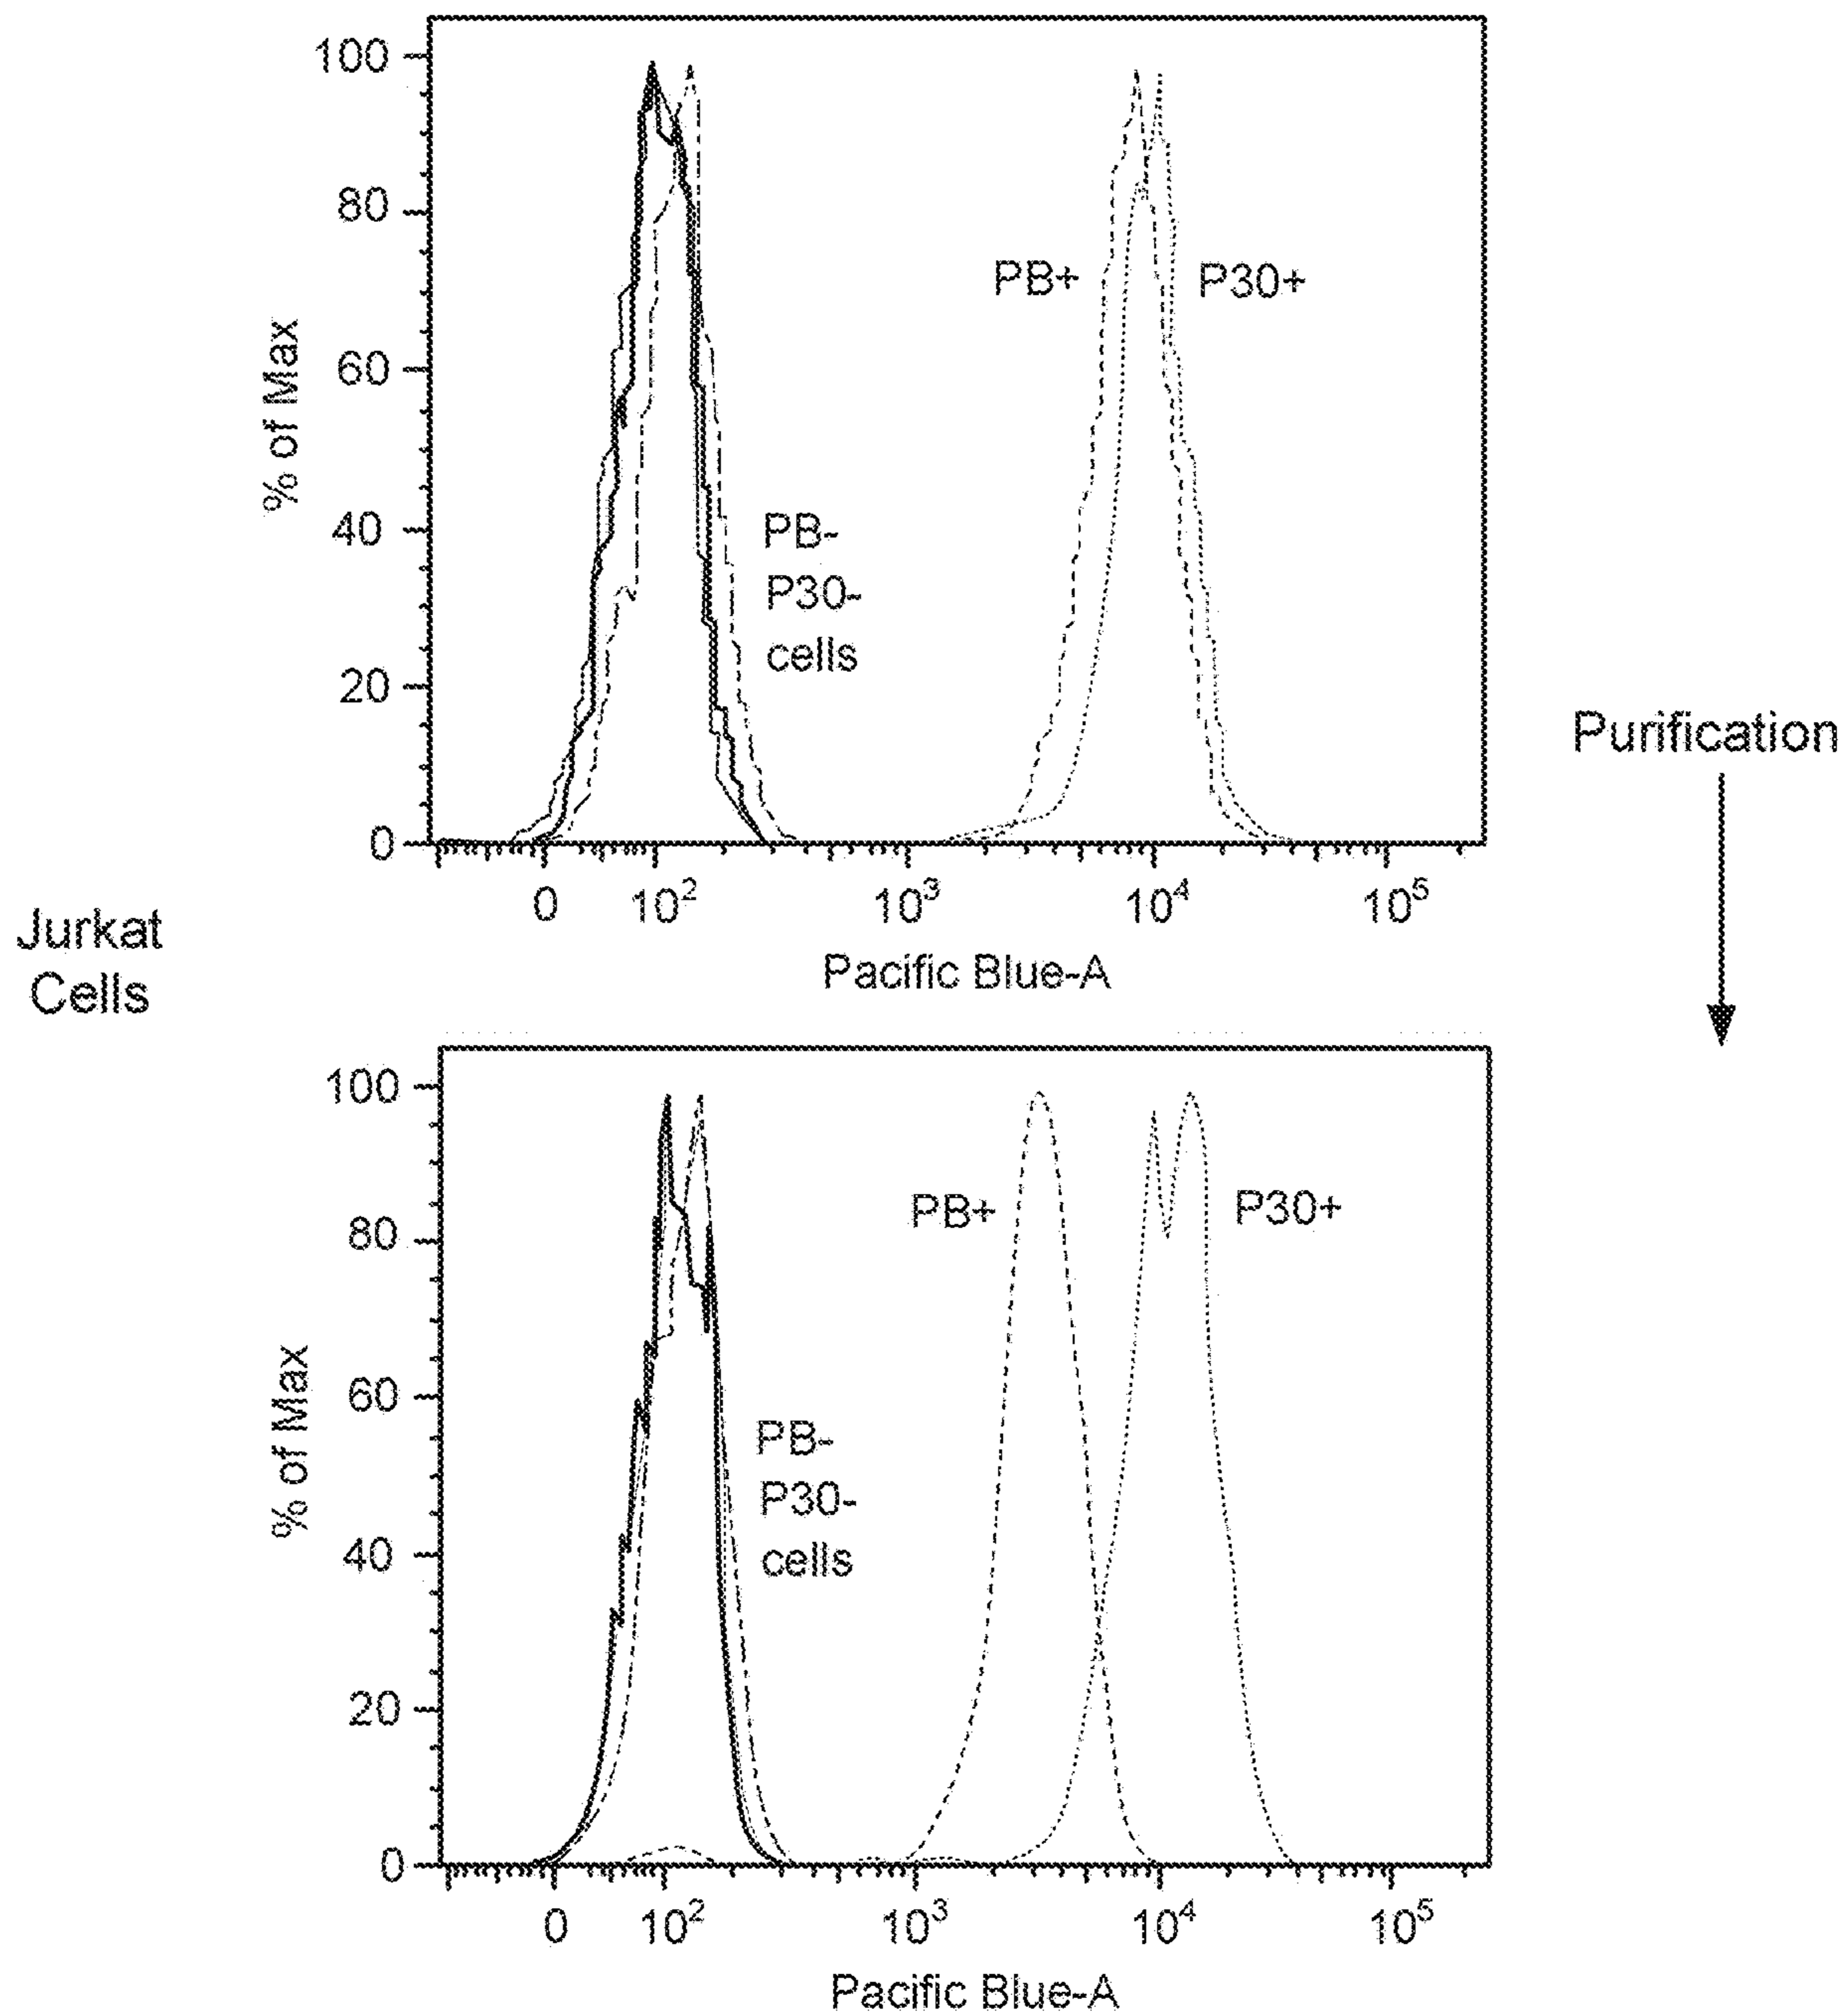 100
80
60
40
20
0
% of Max
PB+
P30+
PB-
P30-
cells
0 10² 10³ 10⁴ 10⁵
Pacific Blue-A
Purification
Jurkat
Cells
100
80
60
40
20
0
% of Max
PB+
P30+
PB-
P30-
cells
0 10² 10³ 10⁴ 10⁵
Pacific Blue-A